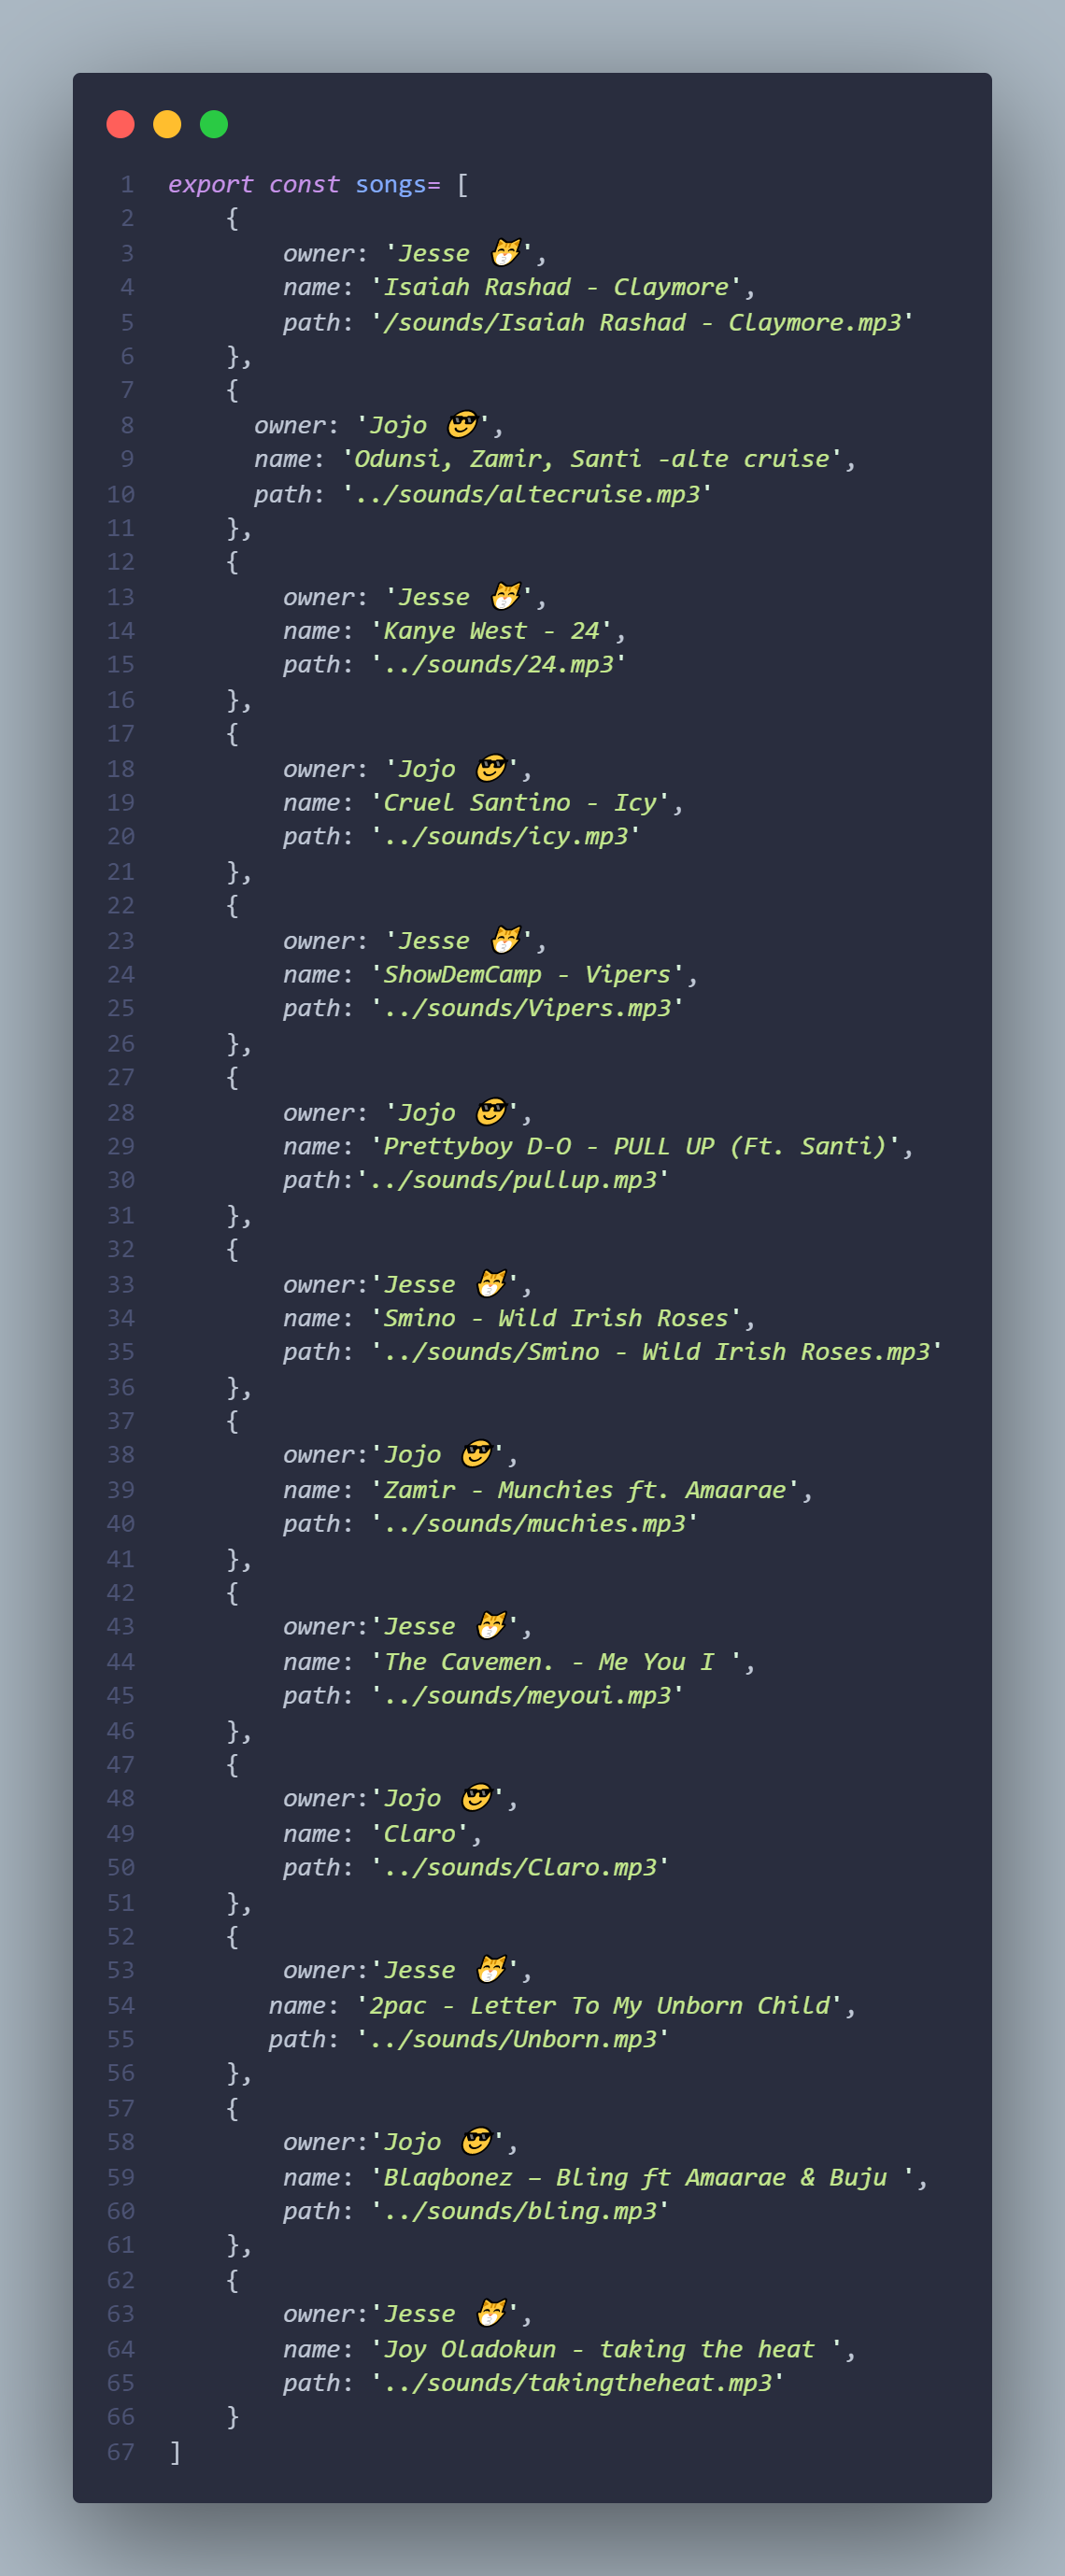 1 export const songs= [
2     {
3         owner: 'Jesse 😸',
4         name: 'Isaiah Rashad - Claymore',
5         path: '/sounds/Isaiah Rashad - Claymore.mp3'
6     },
7     {
8       owner: 'Jojo 😎',
9       name: 'Odunsi, Zamir, Santi -alte cruise',
10       path: '../sounds/altecruise.mp3'
11     },
12     {
13         owner: 'Jesse 😸',
14         name: 'Kanye West - 24',
15         path: '../sounds/24.mp3'
16     },
17     {
18         owner: 'Jojo 😎',
19         name: 'Cruel Santino - Icy',
20         path: '../sounds/icy.mp3'
21     },
22     {
23         owner: 'Jesse 😸',
24         name: 'ShowDemCamp - Vipers',
25         path: '../sounds/Vipers.mp3'
26     },
27     {
28         owner: 'Jojo 😎',
29         name: 'Prettyboy D-O - PULL UP (Ft. Santi)',
30         path:'../sounds/pullup.mp3'
31     },
32     {
33         owner:'Jesse 😸',
34         name: 'Smino - Wild Irish Roses',
35         path: '../sounds/Smino - Wild Irish Roses.mp3'
36     },
37     {
38         owner:'Jojo 😎',
39         name: 'Zamir - Munchies ft. Amaarae',
40         path: '../sounds/muchies.mp3'
41     },
42     {
43         owner:'Jesse 😸',
44         name: 'The Cavemen. - Me You I ',
45         path: '../sounds/meyoui.mp3'
46     },
47     {
48         owner:'Jojo 😎',
49         name: 'Claro',
50         path: '../sounds/Claro.mp3'
51     },
52     {
53         owner:'Jesse 😸',
54        name: '2pac - Letter To My Unborn Child',
55        path: '../sounds/Unborn.mp3'
56     },
57     {
58         owner:'Jojo 😎',
59         name: 'Blaqbonez – Bling ft Amaarae & Buju ',
60         path: '../sounds/bling.mp3'
61     },
62     {
63         owner:'Jesse 😸',
64         name: 'Joy Oladokun - taking the heat ',
65         path: '../sounds/takingtheheat.mp3'
66     }
67 ]